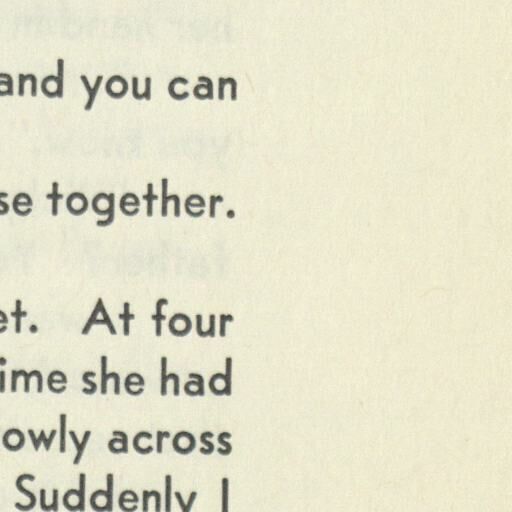 and you can
se together.
et. At four
ime she had
owly across
Suddenly I